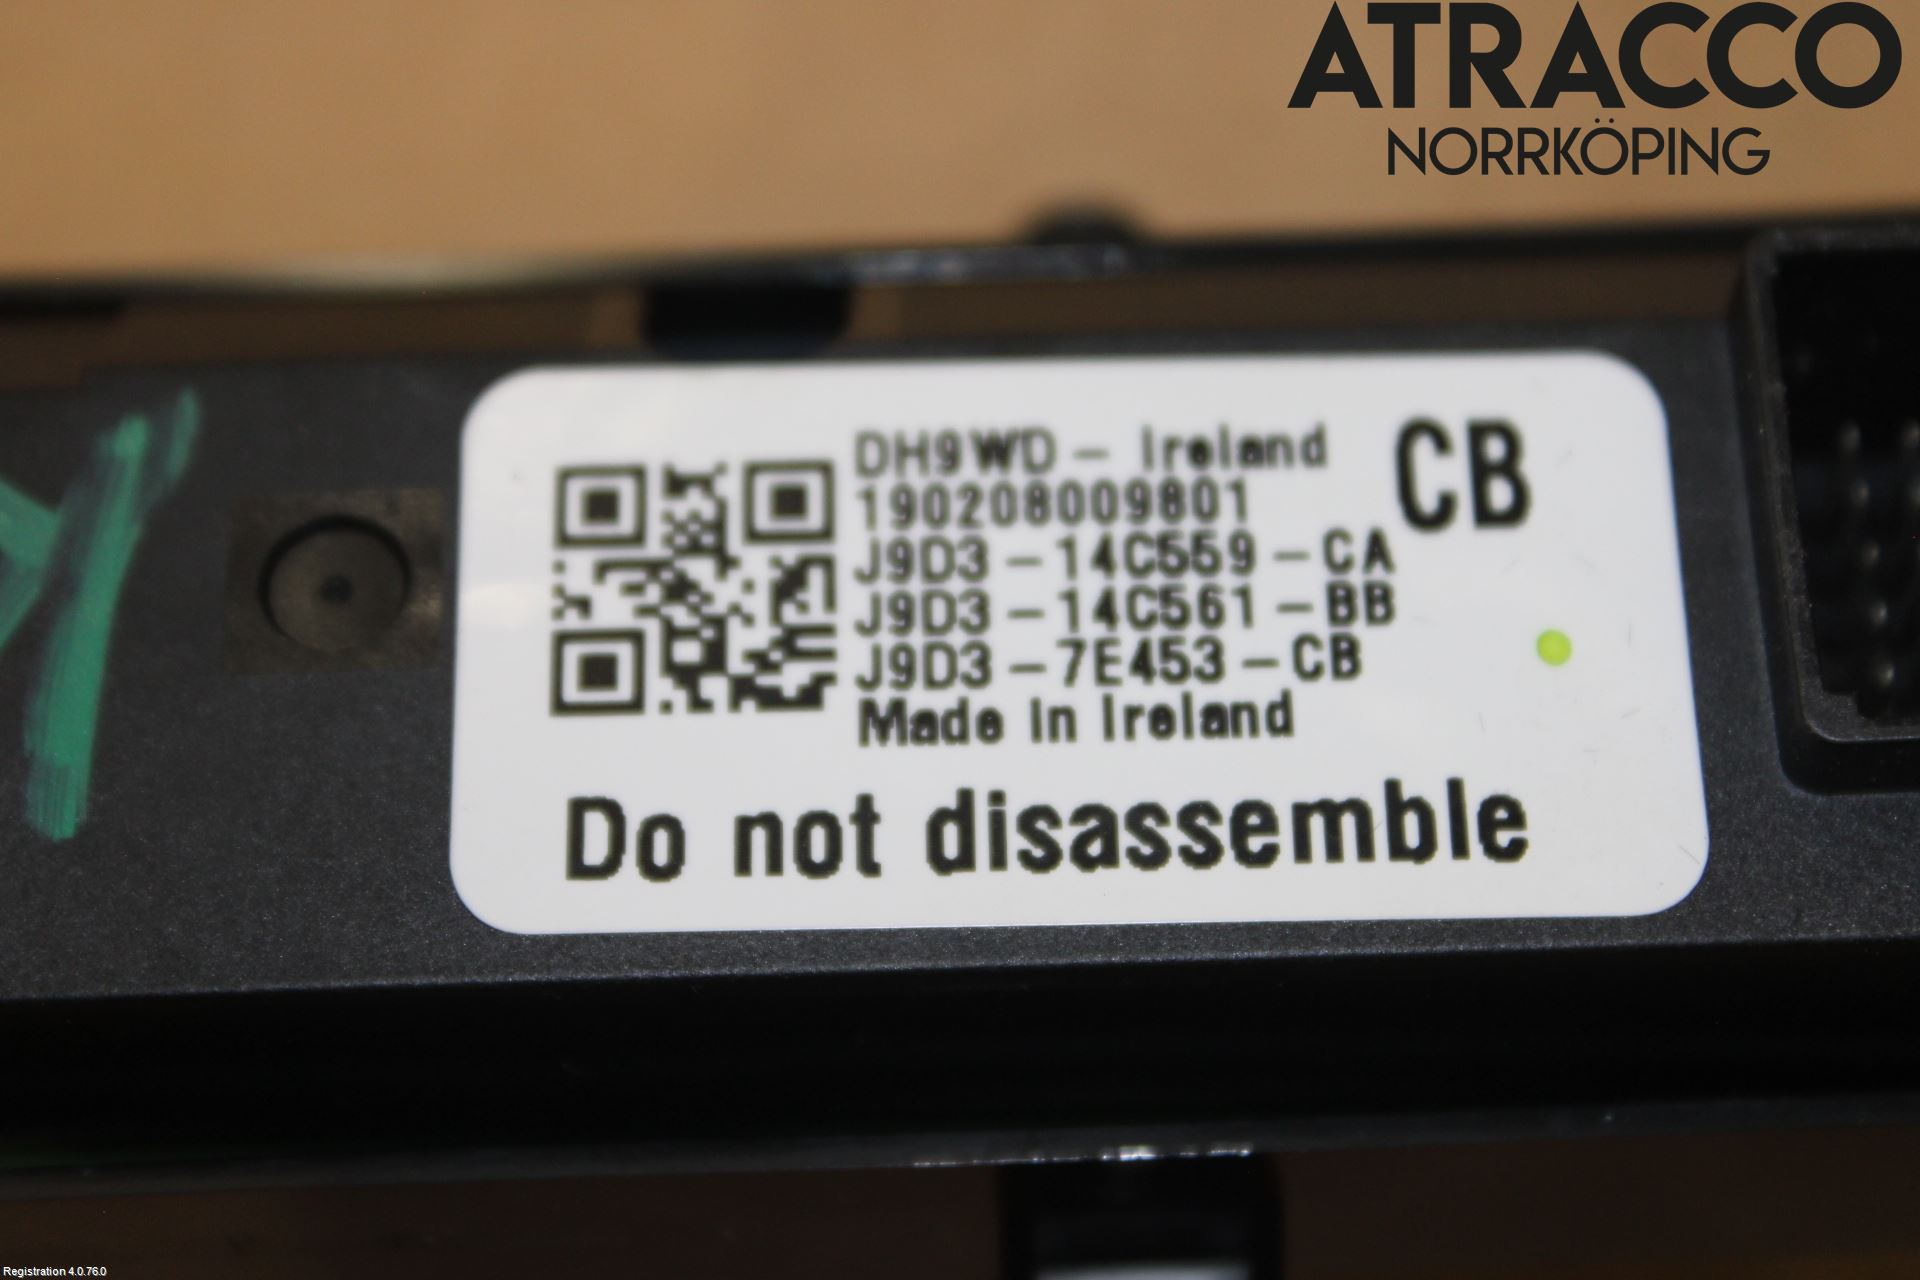 ATRACCO
NORRKÖPING
DH9WD - Ireland
CB
190208009801
J9D3-14C559-CA
J9D3-14C561-BB
J9D3-7E453-CB
Made in Ireland
Do not disassemble
Registration 4.0.76.0